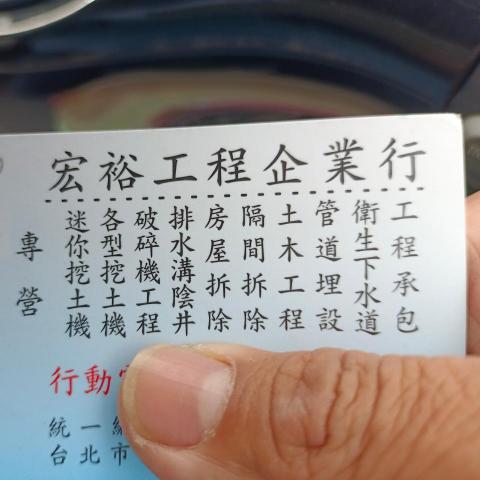 宏裕工程企業行
專營
工程承包
衛生下水道
管道埋設
土木工程
隔間拆除
房屋拆除
排水溝陰井
破碎機工程
各型挖土機
迷你挖土機
行動
統一
台北市